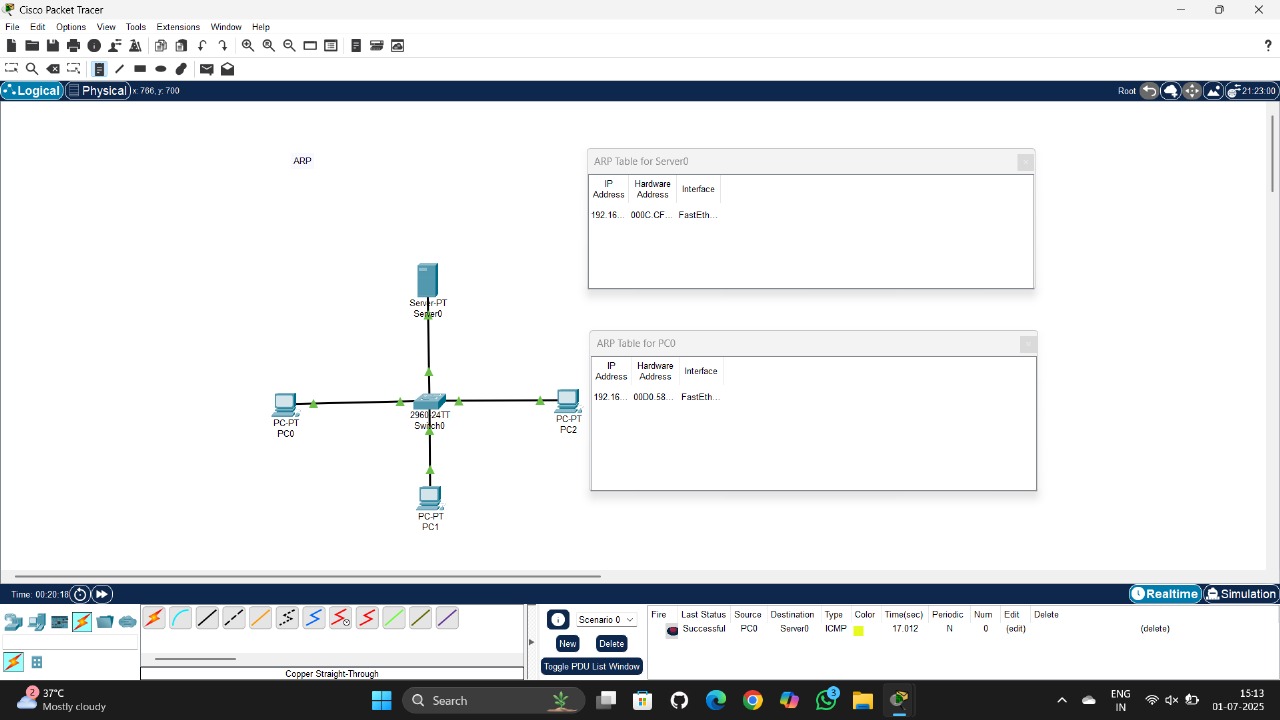 Cisco Packet Tracer
File Edit Options View Tools Extensions Window Help
?
Logical Physical x: 766, y: 700 Root 21:23:00
ARP
ARP Table for Server0
IP Address Hardware Address Interface
192.16... 000C.CF... FastEth...
Server-PT
Server0
ARP Table for PC0
IP Address Hardware Address Interface
192.16... 00D0.58... FastEth...
PC-PT
PC0
2960-24TT
Switch0
PC-PT
PC2
PC-PT
PC1
Time: 00:20:18 Realtime Simulation
Scenario 0
New Delete
Toggle PDU List Window
Fire Last Status Source Destination Type Color Time(sec) Periodic Num Edit Delete
Successful PC0 Server0 ICMP 17.012 N 0 (edit) (delete)
Copper Straight-Through
2
37°C
Mostly cloudy
Search
3
ENG
IN
15:13
01-07-2025